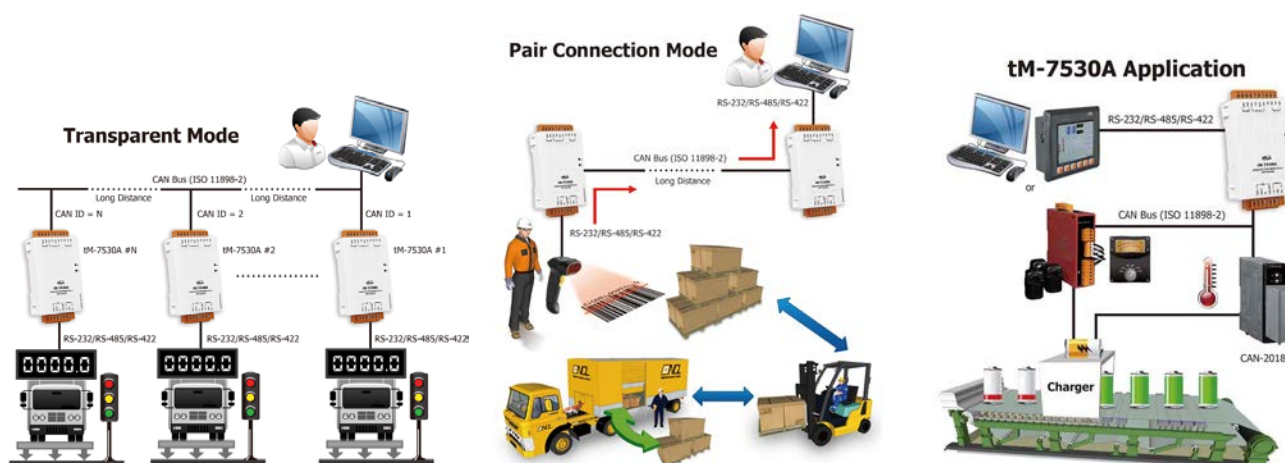 Transparent Mode
CAN Bus (ISO 11898-2)
Long Distance
Long Distance
CAN ID = N
CAN ID = 2
CAN ID = 1
tM-7530A #N
tM-7530A #2
tM-7530A #1
RS-232/RS-485/RS-422
RS-232/RS-485/RS-422
RS-232/RS-485/RS-422
0000.0
0000.0
0000.0
Pair Connection Mode
RS-232/RS-485/RS-422
CAN Bus (ISO 11898-2)
Long Distance
RS-232/RS-485/RS-422
tM-7530A Application
RS-232/RS-485/RS-422
or
CAN Bus (ISO 11898-2)
CAN-2018
Charger